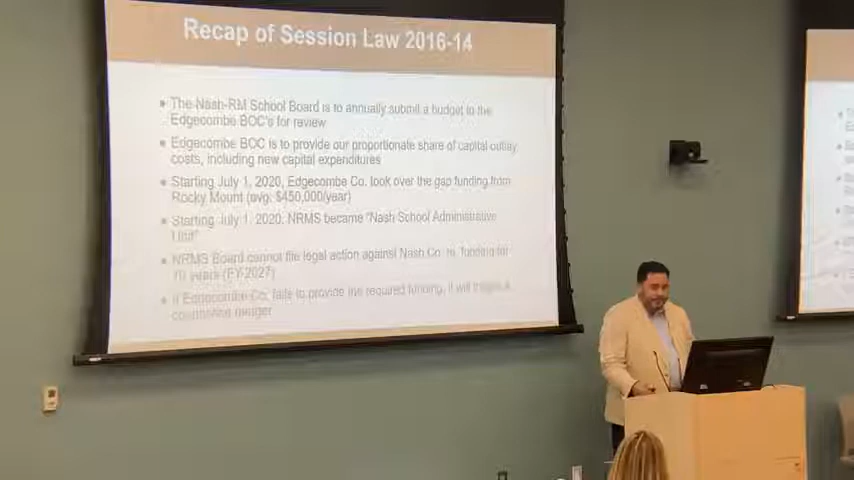 Recap of Session Law 2016-14
• The Nash-RM School Board is to annually submit a budget to the
Edgecombe BOC's for review
• Edgecombe BOC is to provide our proportionate share of capital outlay
costs, including new capital expenditures
• Starting July 1, 2020, Edgecombe Co. took over the gap funding from
Rocky Mount (avg. $450,000/year)
• Starting July 1, 2020, NRMS became "Nash School Administrative
Unit"
• NRMS Board cannot file legal action against Nash Co. re: funding for
10 years (FY-2027)
• If Edgecombe Co. fails to provide the required funding, it will trigger a